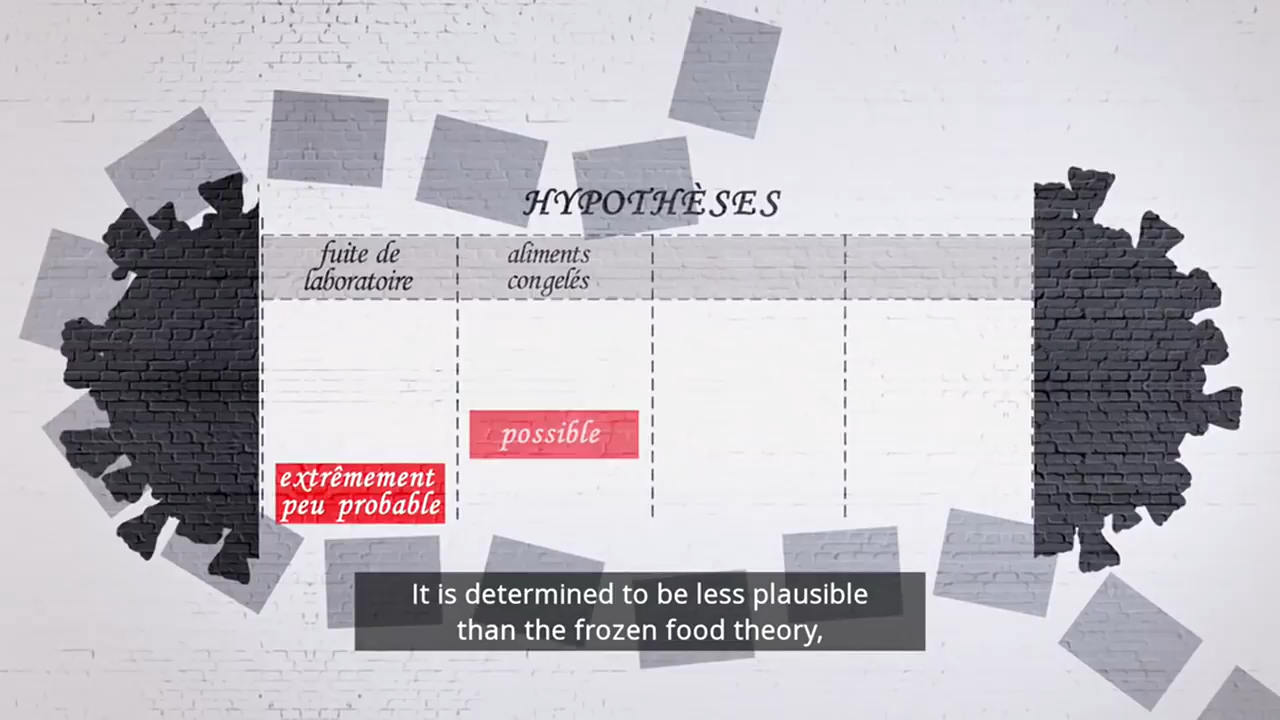 HYPOTHÈSES
fuite de
laboratoire
aliments
congelés
possible
extrêmement
peu probable
It is determined to be less plausible
than the frozen food theory,